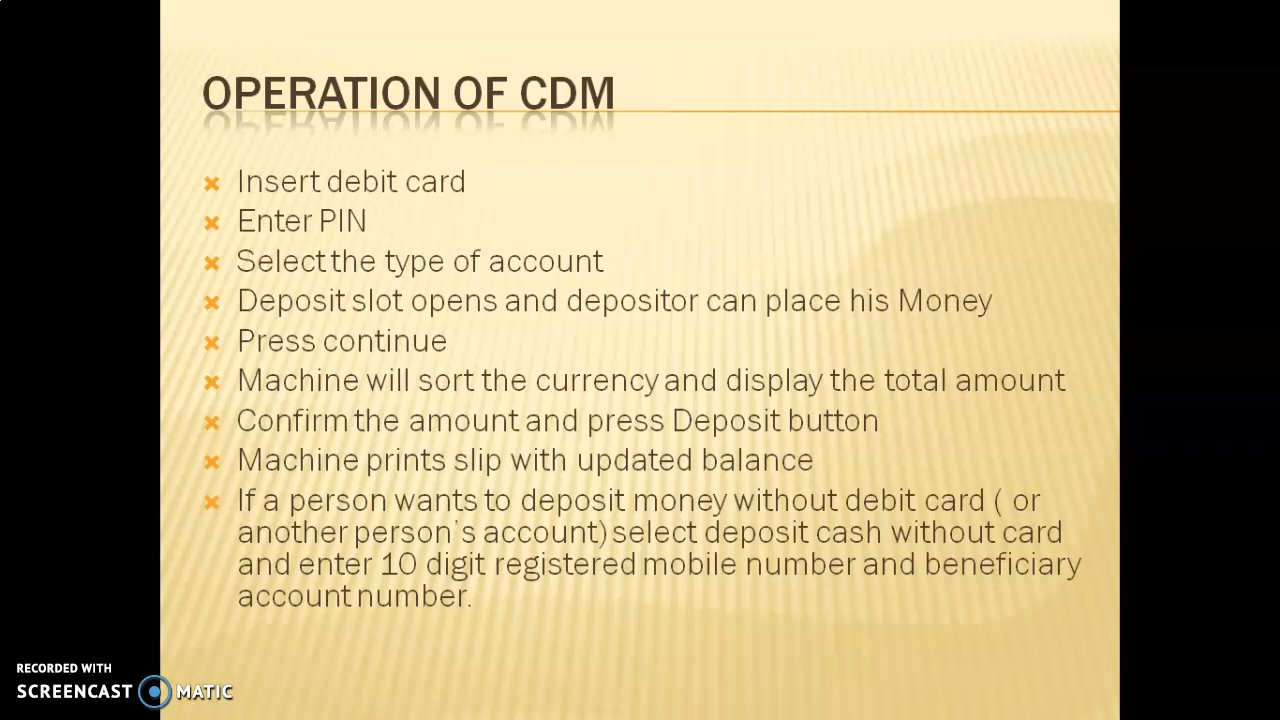 OPERATION OF CDM
Insert debit card
Enter PIN
Select the type of account
Deposit slot opens and depositor can place his Money
Press continue
Machine will sort the currency and display the total amount
Confirm the amount and press Deposit button
Machine prints slip with updated balance
If a person wants to deposit money without debit card ( or
another person's account) select deposit cash without card
and enter 10 digit registered mobile number and beneficiary
account number.
RECORDED WITH
SCREENCAST MATIC